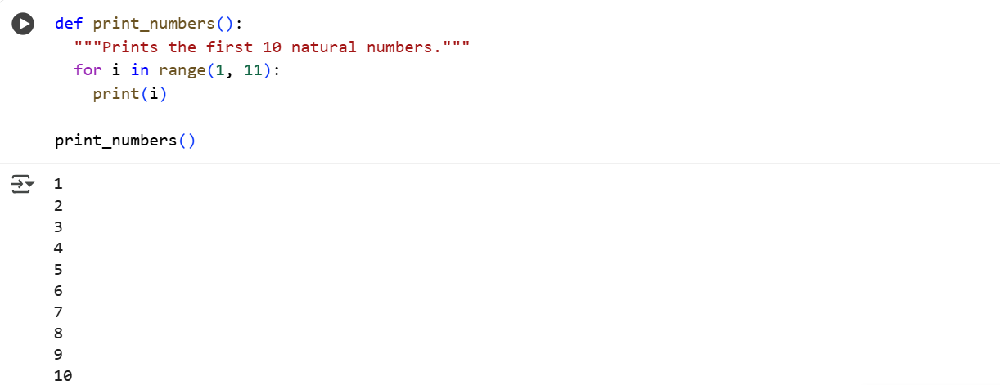 def print_numbers():
  """Prints the first 10 natural numbers."""
  for i in range(1, 11):
    print(i)
print_numbers()
1
2
3
4
5
6
7
8
9
10